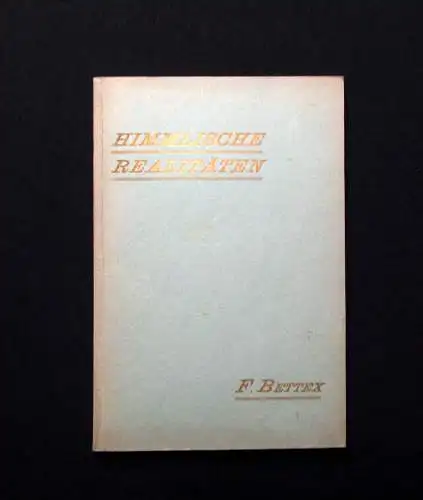 HIMMLISCHE
REALITÄTEN
F. BETTEX